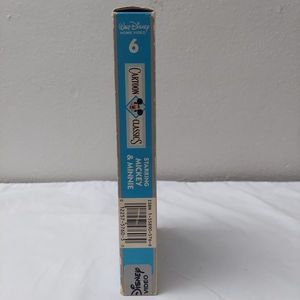 WALT DISNEY
HOME VIDEO
6
CARTOON
CLASSICS
STARRING
MICKEY
& MINNIE
DISNEY
VIDEO